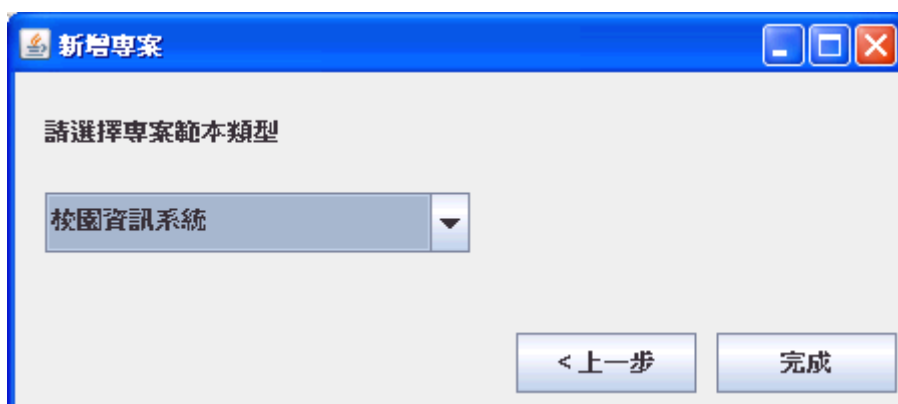 新增專案
請選擇專案範本類型
校園資訊系統
< 上一步
完成